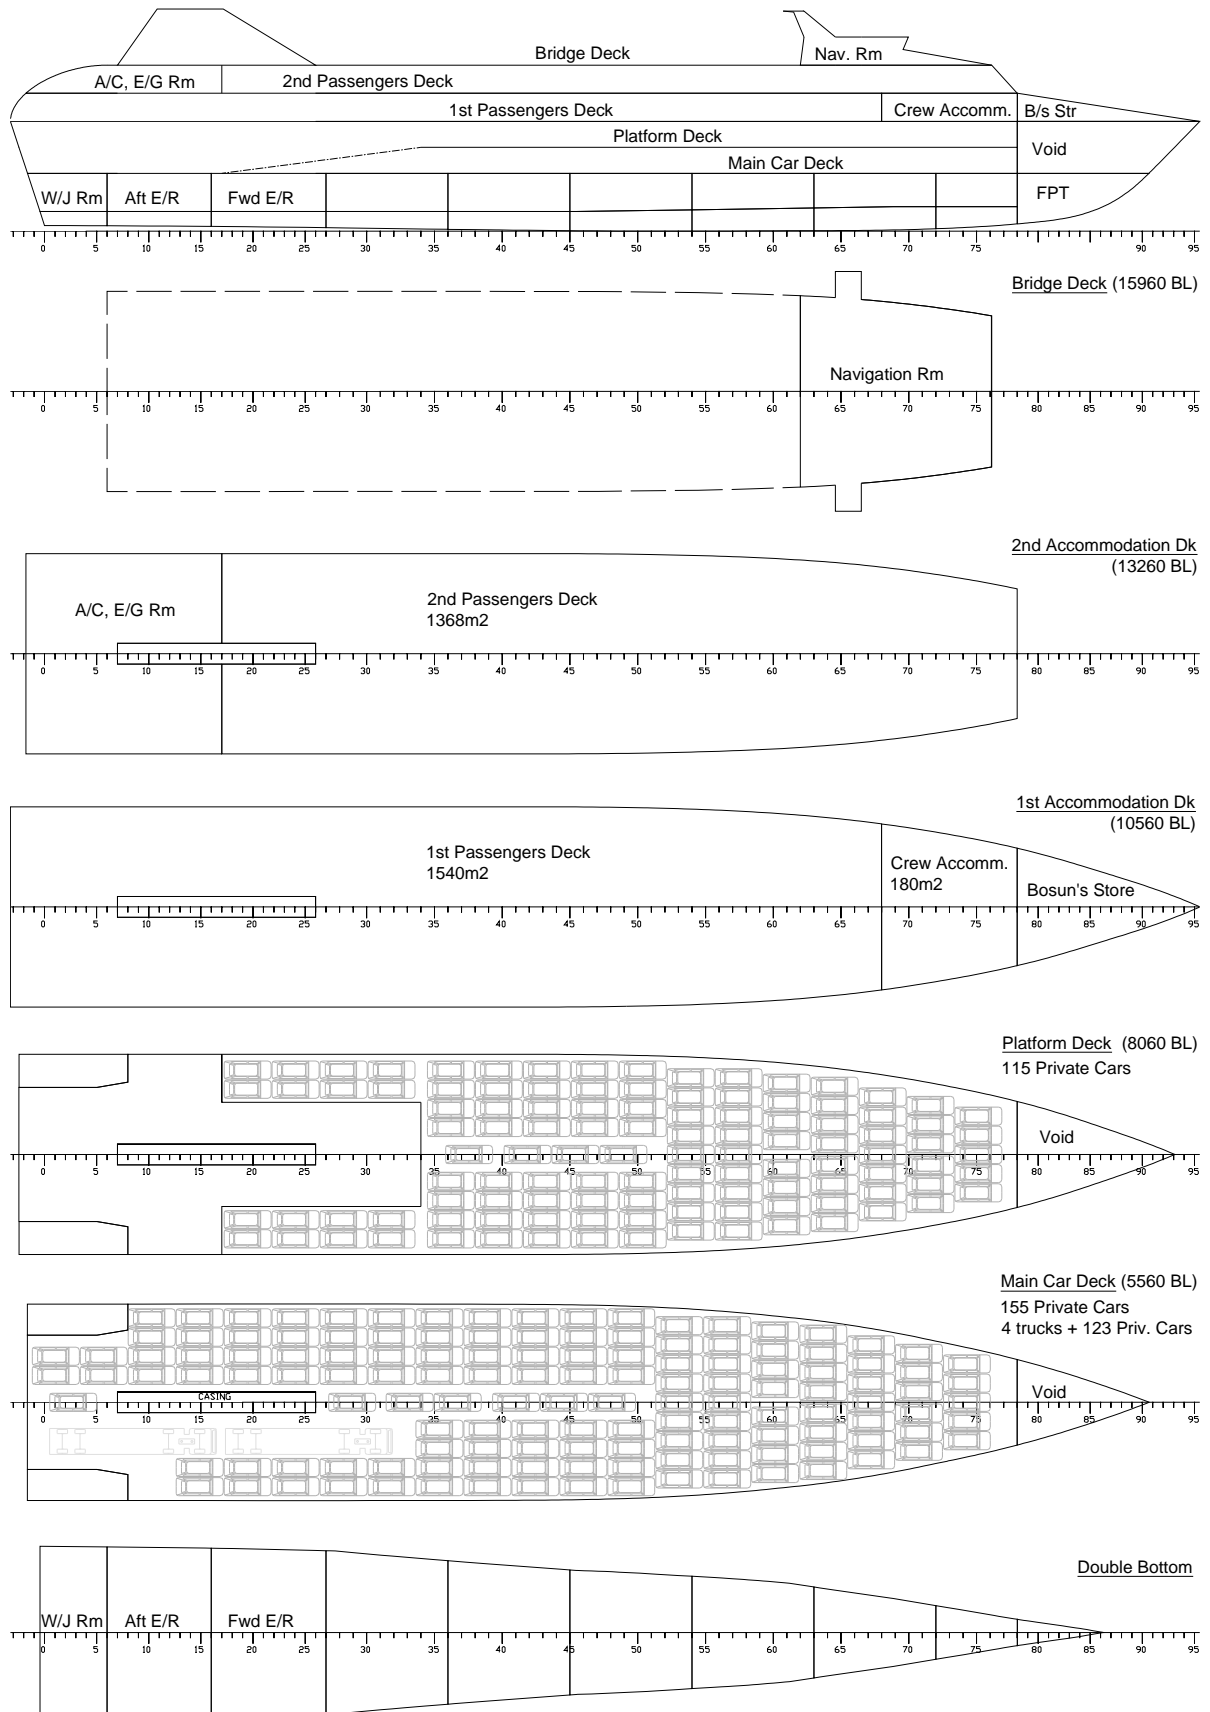 Bridge Deck
Nav. Rm
A/C, E/G Rm
2nd Passengers Deck
1st Passengers Deck
Crew Accomm.
B/s Str
Platform Deck
Void
Main Car Deck
W/J Rm
Aft E/R
Fwd E/R
FPT
0 5 10 15 20 25 30 35 40 45 50 55 60 65 70 75 80 85 90 95
Bridge Deck (15960 BL)
Navigation Rm
0 5 10 15 20 25 30 35 40 45 50 55 60 65 70 75 80 85 90 95
2nd Accommodation Dk
(13260 BL)
A/C, E/G Rm
2nd Passengers Deck
1368m2
0 5 10 15 20 25 30 35 40 45 50 55 60 65 70 75 80 85 90 95
1st Accommodation Dk
(10560 BL)
1st Passengers Deck
1540m2
Crew Accomm.
180m2
Bosun's Store
0 5 10 15 20 25 30 35 40 45 50 55 60 65 70 75 80 85 90 95
Platform Deck (8060 BL)
115 Private Cars
Void
0 5 10 15 20 25 30 35 40 45 50 55 60 65 70 75 80 85 90 95
Main Car Deck (5560 BL)
155 Private Cars
4 trucks + 123 Priv. Cars
CASING
Void
0 5 10 15 20 25 30 35 40 45 50 55 60 65 70 75 80 85 90 95
Double Bottom
W/J Rm
Aft E/R
Fwd E/R
0 5 10 15 20 25 30 35 40 45 50 55 60 65 70 75 80 85 90 95